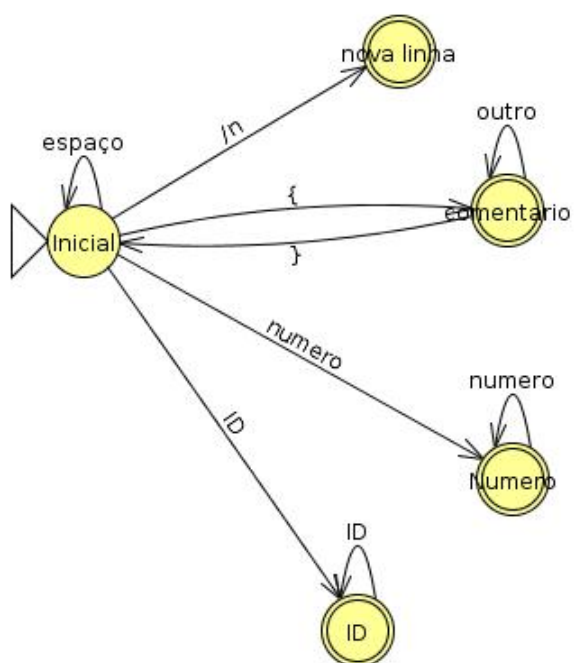 nova linha
/n
espaço
outro
{
comentario
Inicial
}
numero
numero
ID
Numero
ID
ID